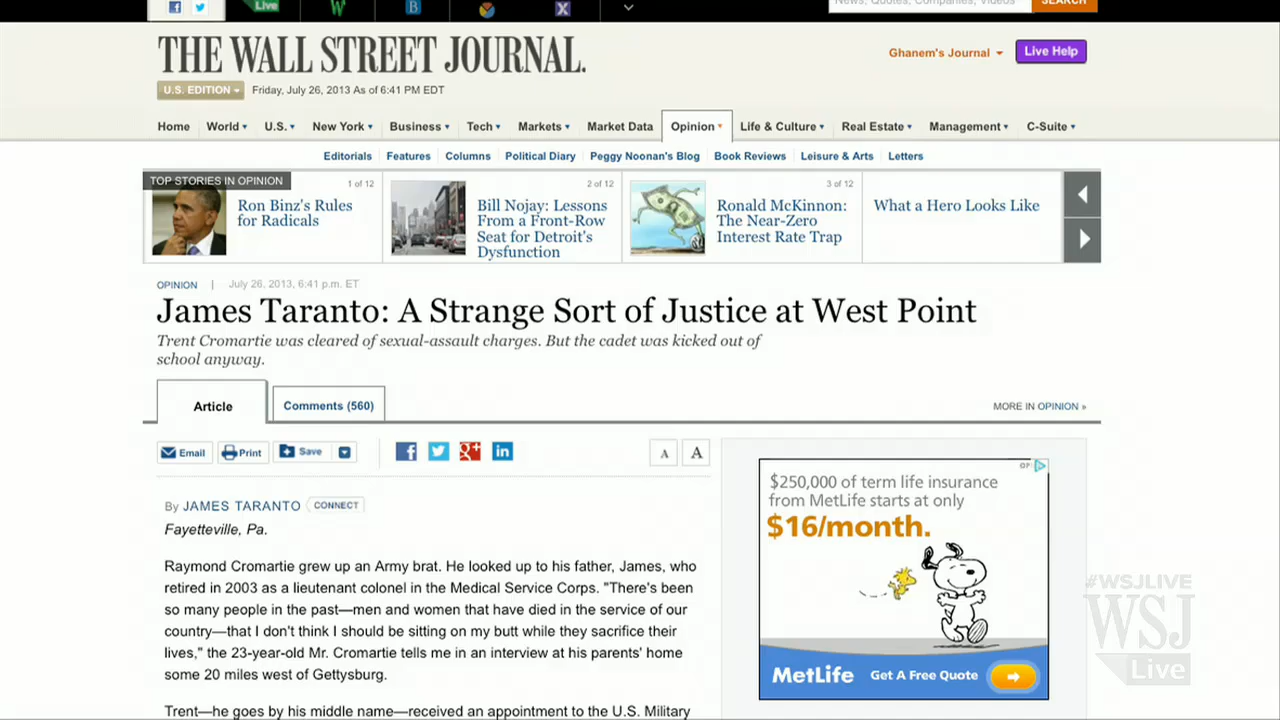 Live
W
B
X
News, Quotes, Companies, Videos
SEARCH
THE WALL STREET JOURNAL.
Ghanem's Journal
Live Help
U.S. EDITION
Friday, July 26, 2013 As of 6:41 PM EDT
Home World U.S. New York Business Tech Markets Market Data Opinion Life & Culture Real Estate Management C-Suite
Editorials Features Columns Political Diary Peggy Noonan's Blog Book Reviews Leisure & Arts Letters
TOP STORIES IN OPINION
1 of 12
Ron Binz's Rules
for Radicals
2 of 12
Bill Nojay: Lessons
From a Front-Row
Seat for Detroit's
Dysfunction
3 of 12
Ronald McKinnon:
The Near-Zero
Interest Rate Trap
What a Hero Looks Like
OPINION | July 26, 2013, 6:41 p.m. ET
James Taranto: A Strange Sort of Justice at West Point
Trent Cromartie was cleared of sexual-assault charges. But the cadet was kicked out of
school anyway.
Article
Comments (560)
MORE IN OPINION »
Email Print Save
A A
By JAMES TARANTO CONNECT
Fayetteville, Pa.
Raymond Cromartie grew up an Army brat. He looked up to his father, James, who
retired in 2003 as a lieutenant colonel in the Medical Service Corps. "There's been
so many people in the past—men and women that have died in the service of our
country—that I don't think I should be sitting on my butt while they sacrifice their
lives," the 23-year-old Mr. Cromartie tells me in an interview at his parents' home
some 20 miles west of Gettysburg.
Trent—he goes by his middle name—received an appointment to the U.S. Military
$250,000 of term life insurance
from MetLife starts at only
$16/month.
MetLife Get A Free Quote
#WSJLIVE
WSJ
Live